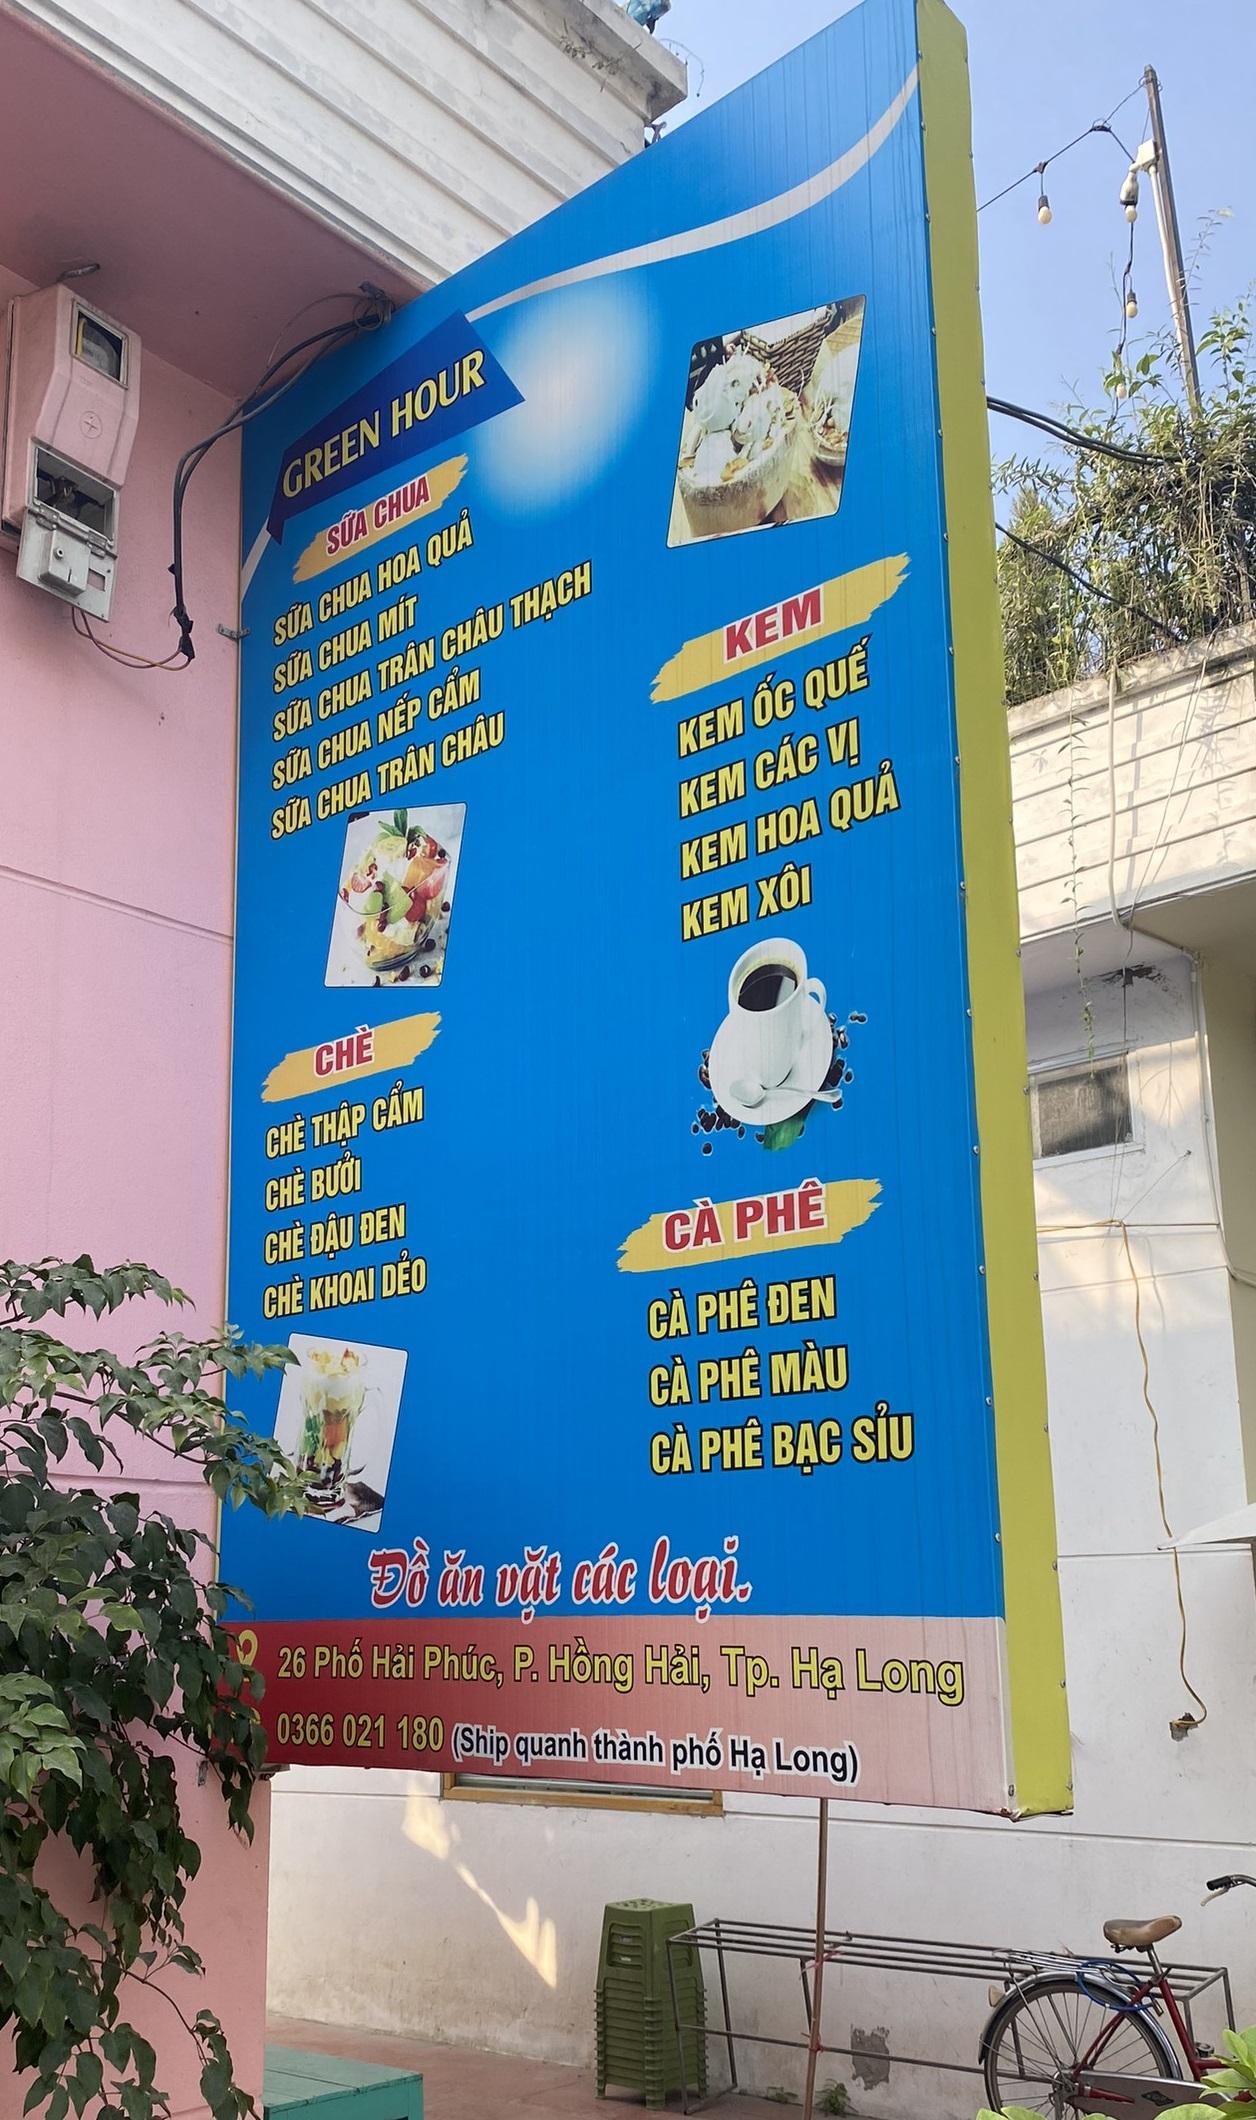 GREEN HOUR
SỮA CHUA
SỮA CHUA HOA QUẢ
SỮA CHUA MÍT
SỮA CHUA TRÂN CHÂU THẠCH
SỮA CHUA NẾP CẨM
SỮA CHUA TRÂN CHÂU
CHÈ
CHÈ THẬP CẨM
CHÈ BƯỞI
CHÈ ĐẬU ĐEN
CHÈ KHOAI DẺO
KEM
KEM ỐC QUẾ
KEM CÁC VỊ
KEM HOA QUẢ
KEM XÔI
CÀ PHÊ
CÀ PHÊ ĐEN
CÀ PHÊ MÀU
CÀ PHÊ BẠC SỈU
Đồ ăn vặt các loại.
26 Phố Hải Phúc, P. Hồng Hải, Tp. Hạ Long
0366 021 180 (Ship quanh thành phố Hạ Long)